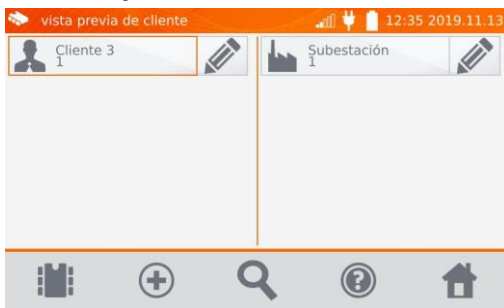 vista previa de cliente 12:35 2019.11.13
Cliente 3
1
Subestación
1